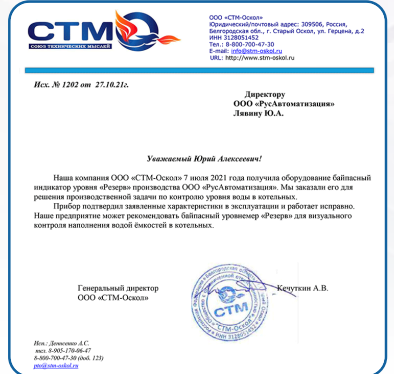 СТМО
СОЮЗ ТЕХНИЧЕСКИХ МЫСЛЕЙ
ООО «СТМ-Оскол»
Юридический/почтовый адрес: 309506, Россия,
Белгородская обл., г. Старый Оскол, ул. Герцена, д.2
ИНН 3128051452
Тел.: 8-800-700-47-30
E-mail: info@stm-oskol.ru
URL: http://www.stm-oskol.ru
Исх. № 1202 от 27.10.21г.
Директору
ООО «РусАвтоматизация»
Лявину Ю.А.
Уважаемый Юрий Алексеевич!
Наша компания ООО «СТМ-Оскол» 7 июля 2021 года получила оборудование байпасный
индикатор уровня «Резерв» производства ООО «РусАвтоматизация». Мы заказали его для
решения производственной задачи по контролю уровня воды в котельных.
Прибор подтвердил заявленные характеристики в эксплуатации и работает исправно.
Наше предприятие может рекомендовать байпасный уровнемер «Резерв» для визуального
контроля наполнения водой ёмкостей в котельных.
Генеральный директор
ООО «СТМ-Оскол»
Кечуткин А.В.
СТМ
«СТМ-Оскол»
ИНН 3128051452
Исп.: Детченко А.С.
тел. 8-905-170-06-47
8-800-700-47-30 (доб. 123)
pto@stm-oskol.ru